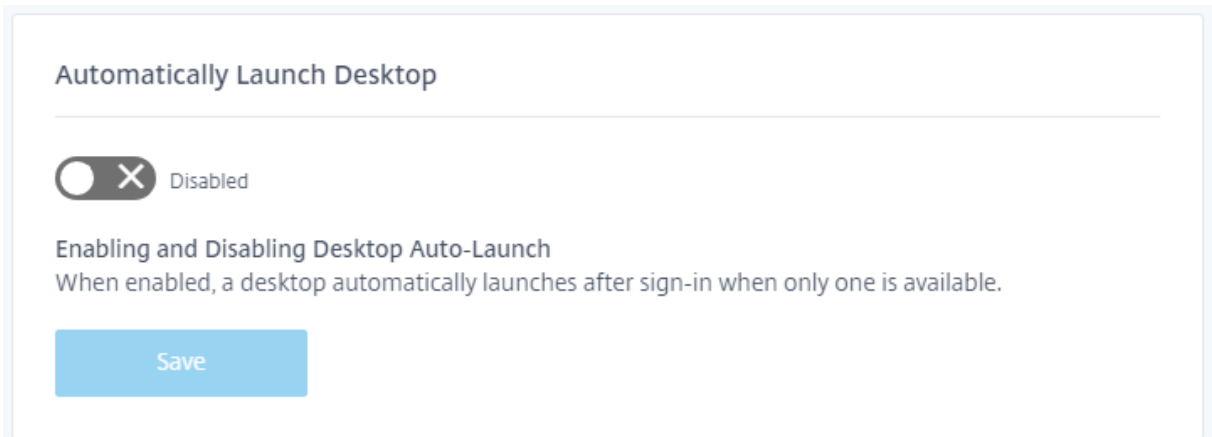 Automatically Launch Desktop
Disabled
Enabling and Disabling Desktop Auto-Launch
When enabled, a desktop automatically launches after sign-in when only one is available.
Save